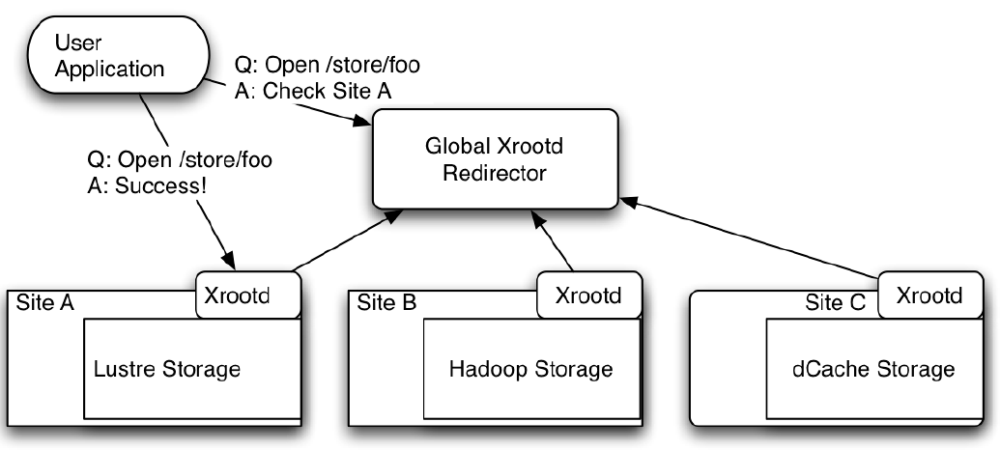 User
Application
Q: Open /store/foo
A: Check Site A
Global Xrootd
Redirector
Q: Open /store/foo
A: Success!
Site A
Xrootd
Lustre Storage
Site B
Xrootd
Hadoop Storage
Site C
Xrootd
dCache Storage